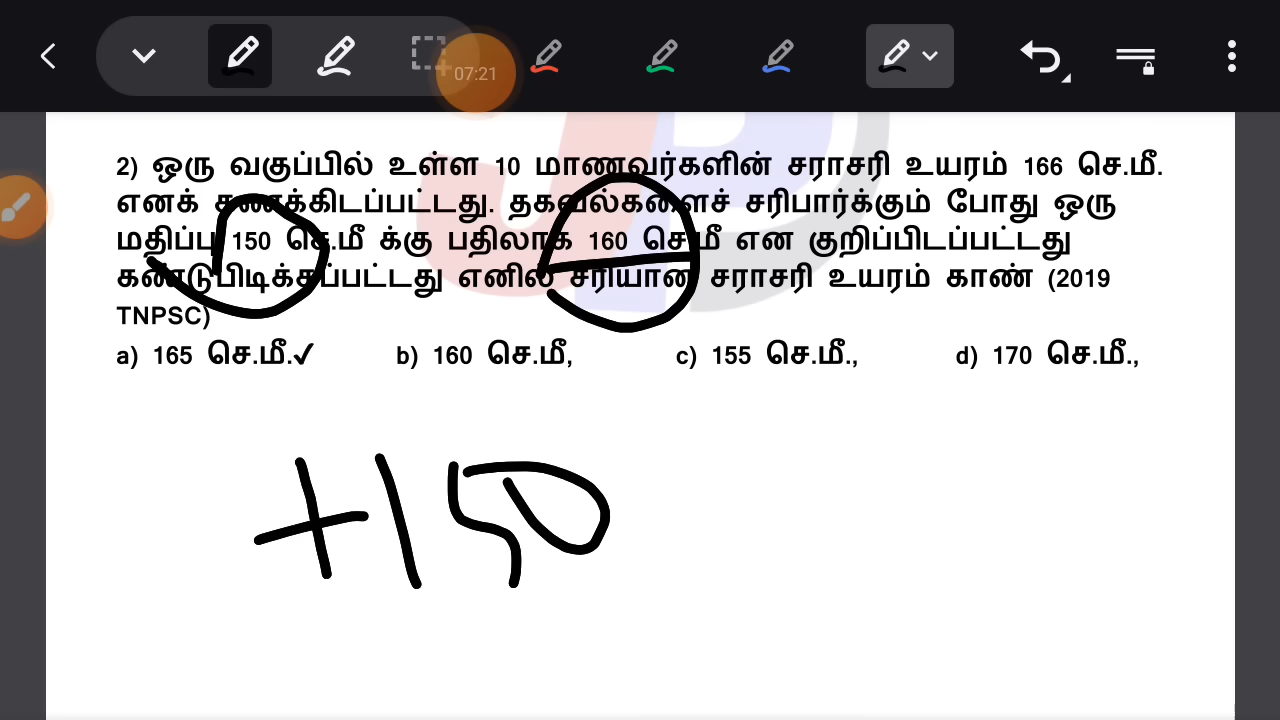 07:21
2) ஒரு வகுப்பில் உள்ள 10 மாணவர்களின் சராசரி உயரம் 166 செ.மீ.
எனக் கணக்கிடப்பட்டது. தகவல்களைச் சரிபார்க்கும் போது ஒரு
மதிப்பு 150 செ.மீ க்கு பதிலாக 160 செ.மீ என குறிப்பிடப்பட்டது
கண்டுபிடிக்கப்பட்டது எனில் சரியான சராசரி உயரம் காண் (2019
TNPSC)
a) 165 செ.மீ.✓ b) 160 செ.மீ, c) 155 செ.மீ., d) 170 செ.மீ.,
+150